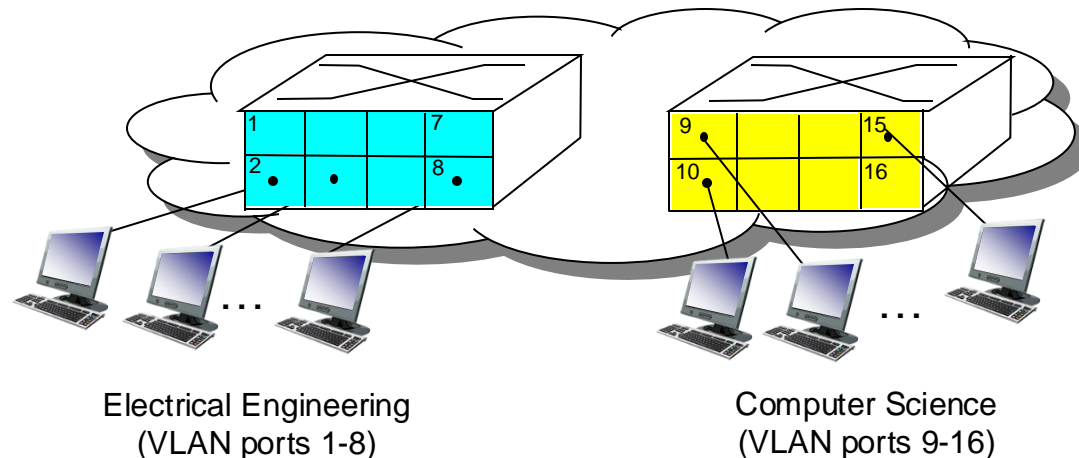 1 7
2 8
9 15
10 16
... ...
Electrical Engineering
(VLAN ports 1-8)
Computer Science
(VLAN ports 9-16)